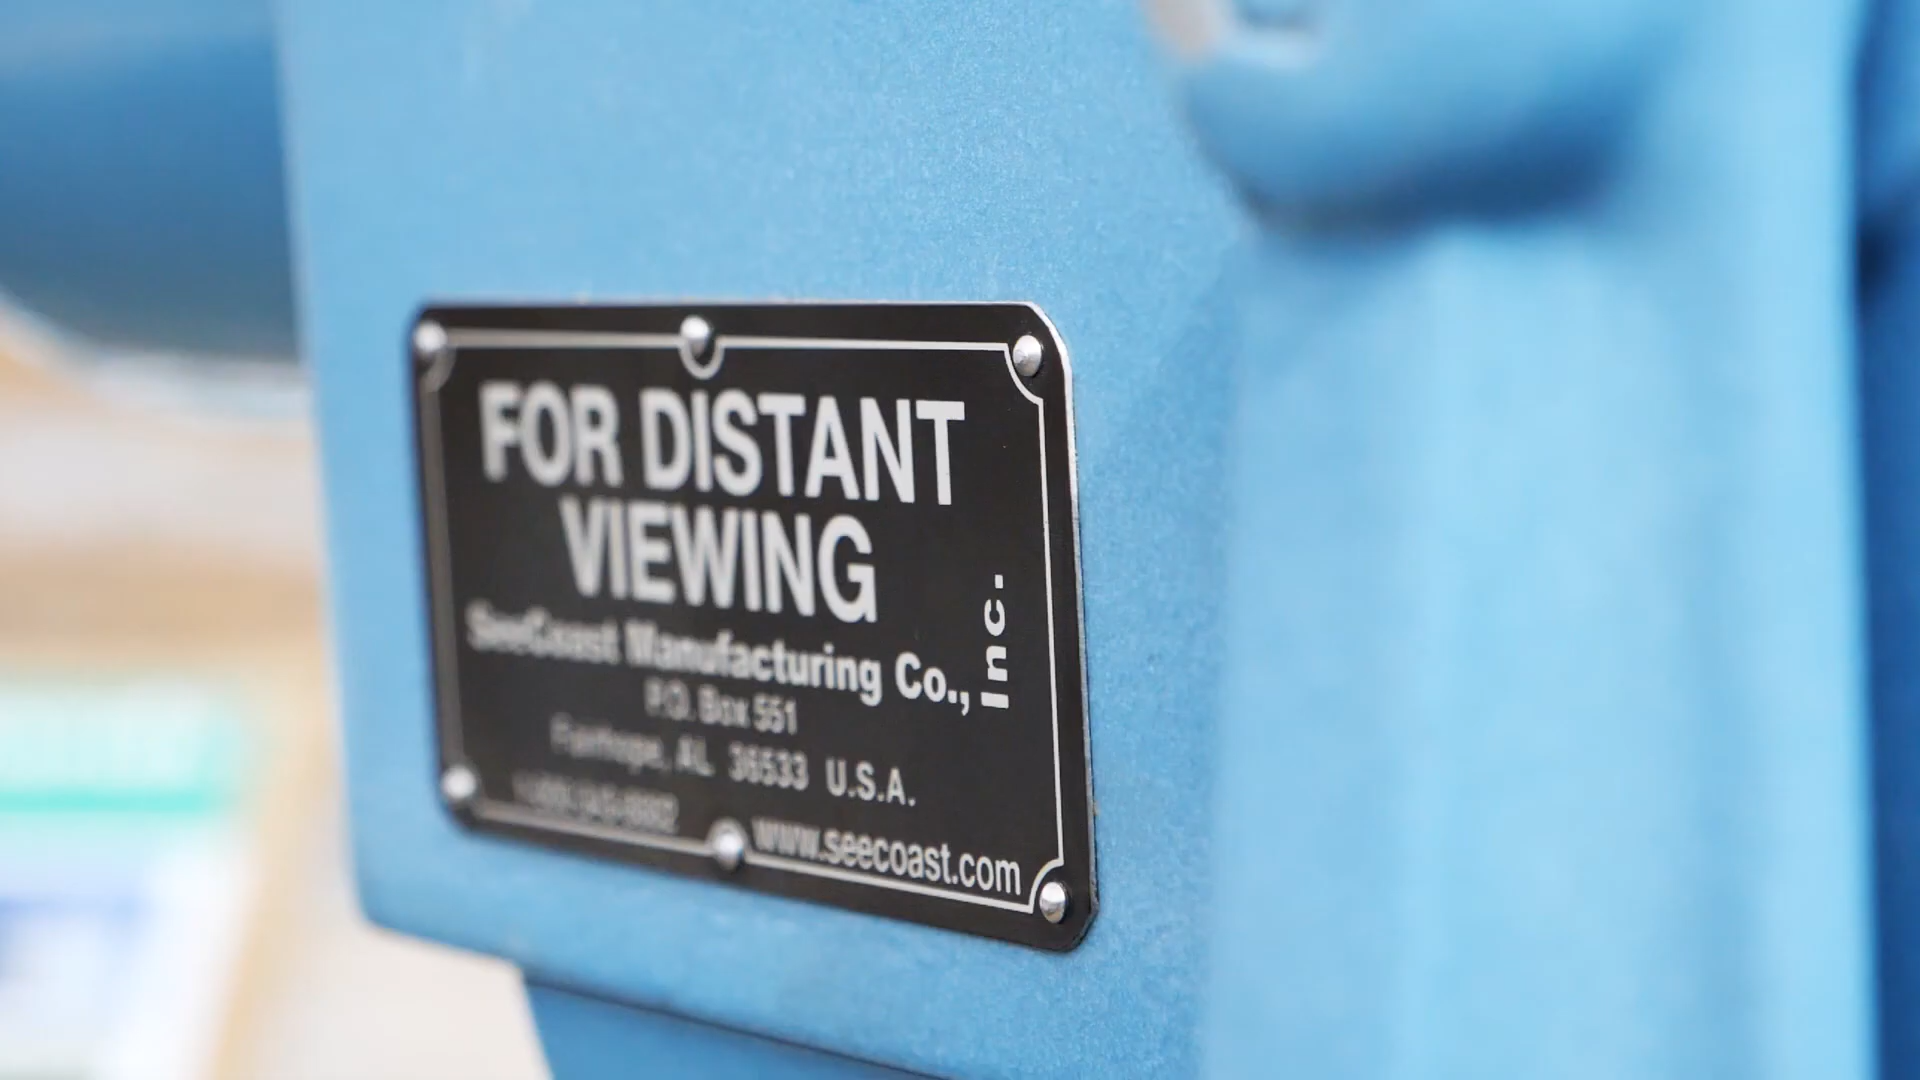 FOR DISTANT
VIEWING
SeeCoast Manufacturing Co., Inc.
P.O. Box 551
Fairhope, AL 36533 U.S.A.
www.seecoast.com